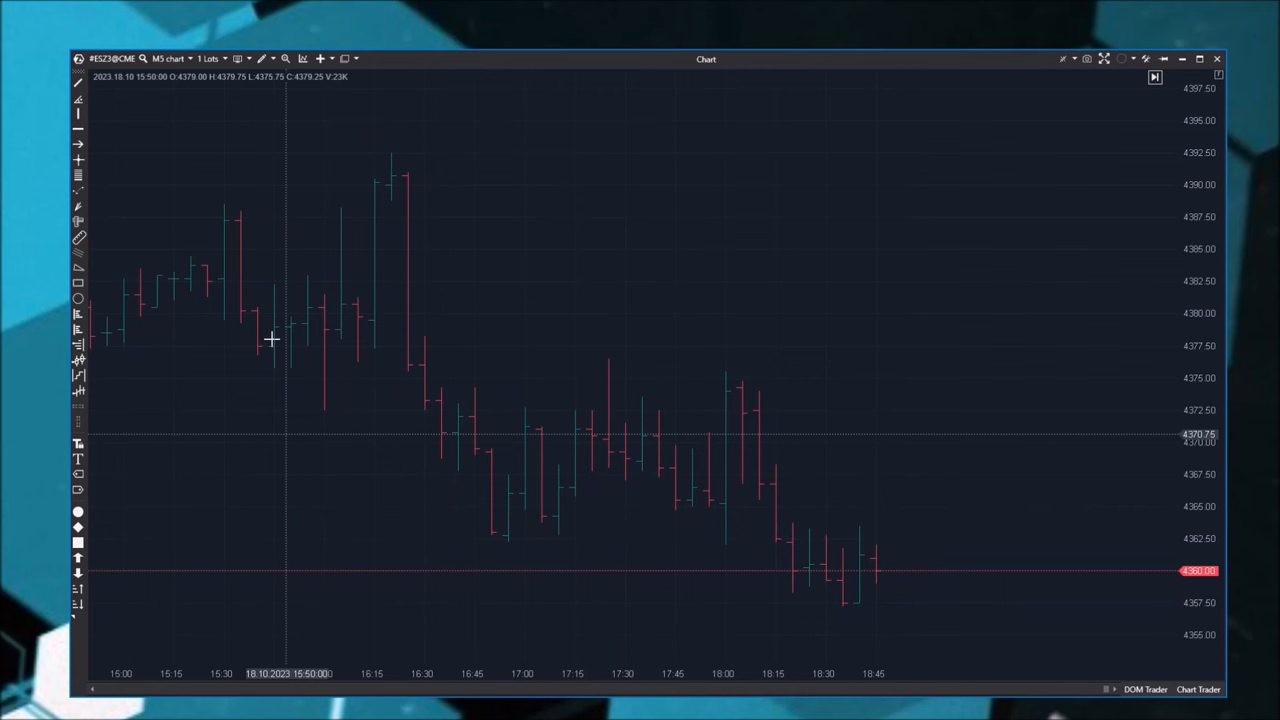 #ESZ3@CME M5 chart 1 Lots Chart
2023.18.10 15:50:00 O:4379.00 H:4379.75 L:4375.75 C:4379.25 V:23K
F
4397.50
4395.00
4392.50
4390.00
4387.50
4385.00
4382.50
4380.00
4377.50
4375.00
4372.50
4370.75
4370.00
4367.50
4365.00
4362.50
4360.00
4357.50
4355.00
T
T
15:00 15:15 15:30 18.10.2023 15:50:00 16:15 16:30 16:45 17:00 17:15 17:30 17:45 18:00 18:15 18:30 18:45
DOM Trader Chart Trader